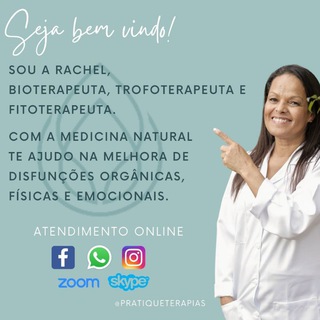 Seja bem vindo!
SOU A RACHEL,
BIOTERAPEUTA, TROFOTERAPEUTA E
FITOTERAPEUTA.
COM A MEDICINA NATURAL
TE AJUDO NA MELHORA DE
DISFUNÇÕES ORGÂNICAS,
FÍSICAS E EMOCIONAIS.
ATENDIMENTO ONLINE
zoom skype
@PRATIQUETERAPIAS